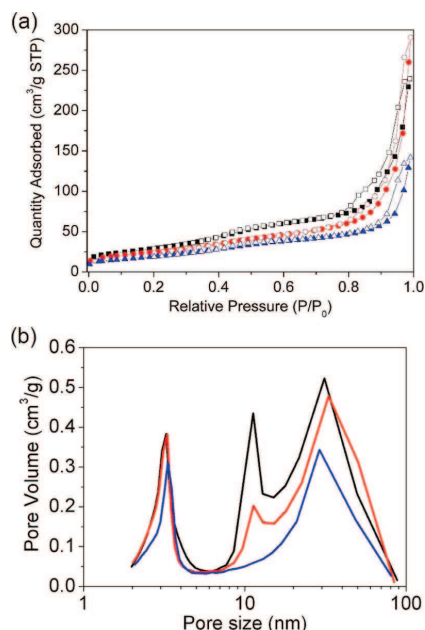 (a)
300
250
200
150
100
50
0
Quantity Adsorbed (cm³/g STP)
0.0 0.2 0.4 0.6 0.8 1.0
Relative Pressure (P/P₀)
(b)
0.6
0.5
0.4
0.3
0.2
0.1
0.0
Pore Volume (cm³/g)
1 10 100
Pore size (nm)